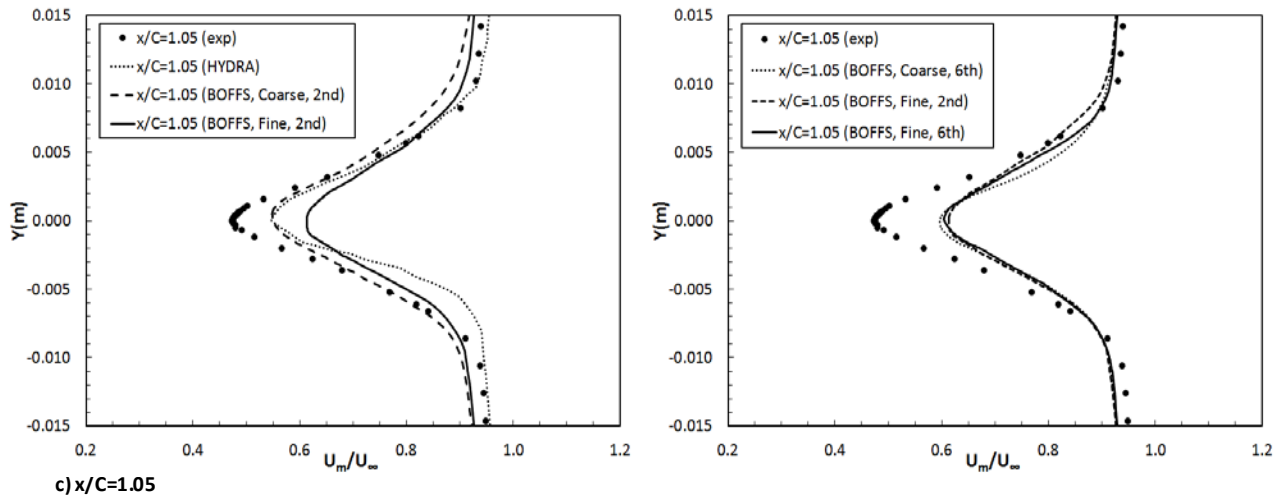 x/C=1.05 (exp)
x/C=1.05 (HYDRA)
x/C=1.05 (BOFFS, Coarse, 2nd)
x/C=1.05 (BOFFS, Fine, 2nd)
0.015
0.010
0.005
0.000
-0.005
-0.010
-0.015
Y(m)
0.2 0.4 0.6 0.8 1.0 1.2
Uₘ/U∞
x/C=1.05 (exp)
x/C=1.05 (BOFFS, Coarse, 6th)
x/C=1.05 (BOFFS, Fine, 2nd)
x/C=1.05 (BOFFS, Fine, 6th)
0.015
0.010
0.005
0.000
-0.005
-0.010
-0.015
Y(m)
0.2 0.4 0.6 0.8 1.0 1.2
Uₘ/U∞
c) x/C=1.05